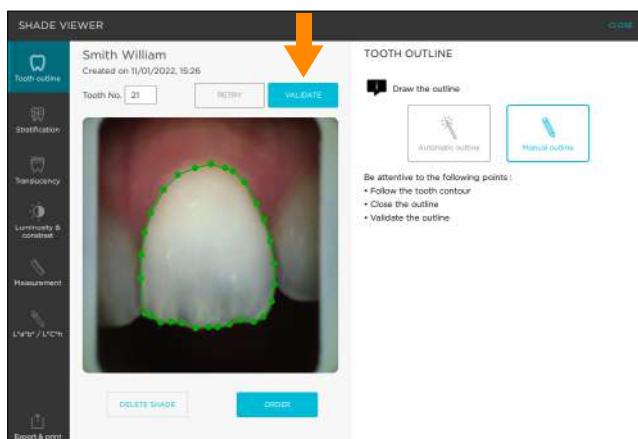 SHADE VIEWER
CLOSE
Tooth outline
Stratification
Translucency
Luminosity &
constrast
Measurement
L*a*b* / L*C*h
Export & print
Smith William
Created on 11/01/2022, 15:26
Tooth No. 21
RETRY
VALIDATE
DELETE SHADE
ORDER
TOOTH OUTLINE
Draw the outline
Automatic outline
Manual outline
Be attentive to the following points :
• Follow the tooth contour
• Close the outline
• Validate the outline